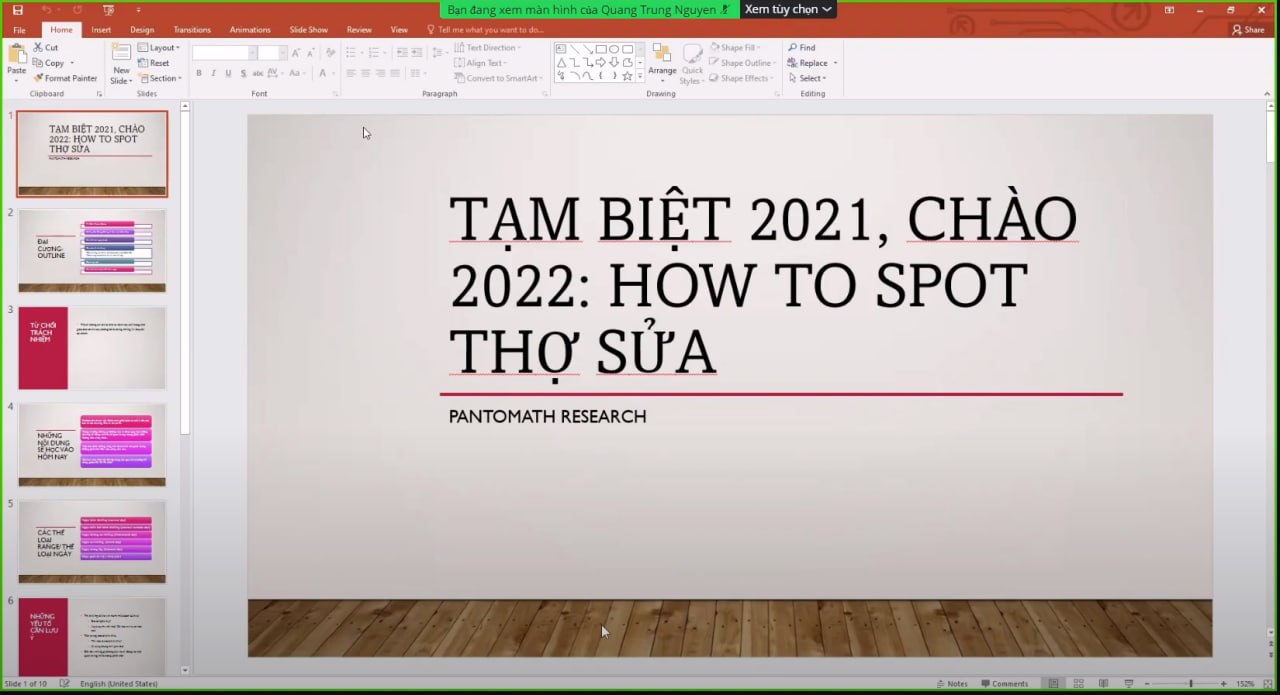 Bạn đang xem màn hình của Quang Trung Nguyen
Xem tùy chọn
File Home Insert Design Transitions Animations Slide Show Review View Tell me what you want to do...
Share
Cut
Copy
Format Painter
Paste
Clipboard
New
Slide
Layout
Reset
Section
Slides
Font
Text Direction
Align Text
Convert to SmartArt
Paragraph
Arrange
Quick
Styles
Shape Fill
Shape Outline
Shape Effects
Drawing
Find
Replace
Select
Editing
1
TẠM BIỆT 2021, CHÀO
2022: HOW TO SPOT
THỢ SỬA
PANTOMATH RESEARCH
2
ĐẠI
CƯƠNG-
OUTLINE
3
TỪ CHỐI
TRÁCH
NHIỆM
4
NHỮNG
NỘI DUNG
SẼ HỌC VÀO
HÔM NAY
5
CÁC THỂ
LOẠI
RANGE/ THỂ
LOẠI NGÀY
6
NHỮNG
YẾU TỐ
CẦN LƯU
Ý
TẠM BIỆT 2021, CHÀO
2022: HOW TO SPOT
THỢ SỬA
PANTOMATH RESEARCH
Slide 1 of 10
English (United States)
Notes
Comments
152%